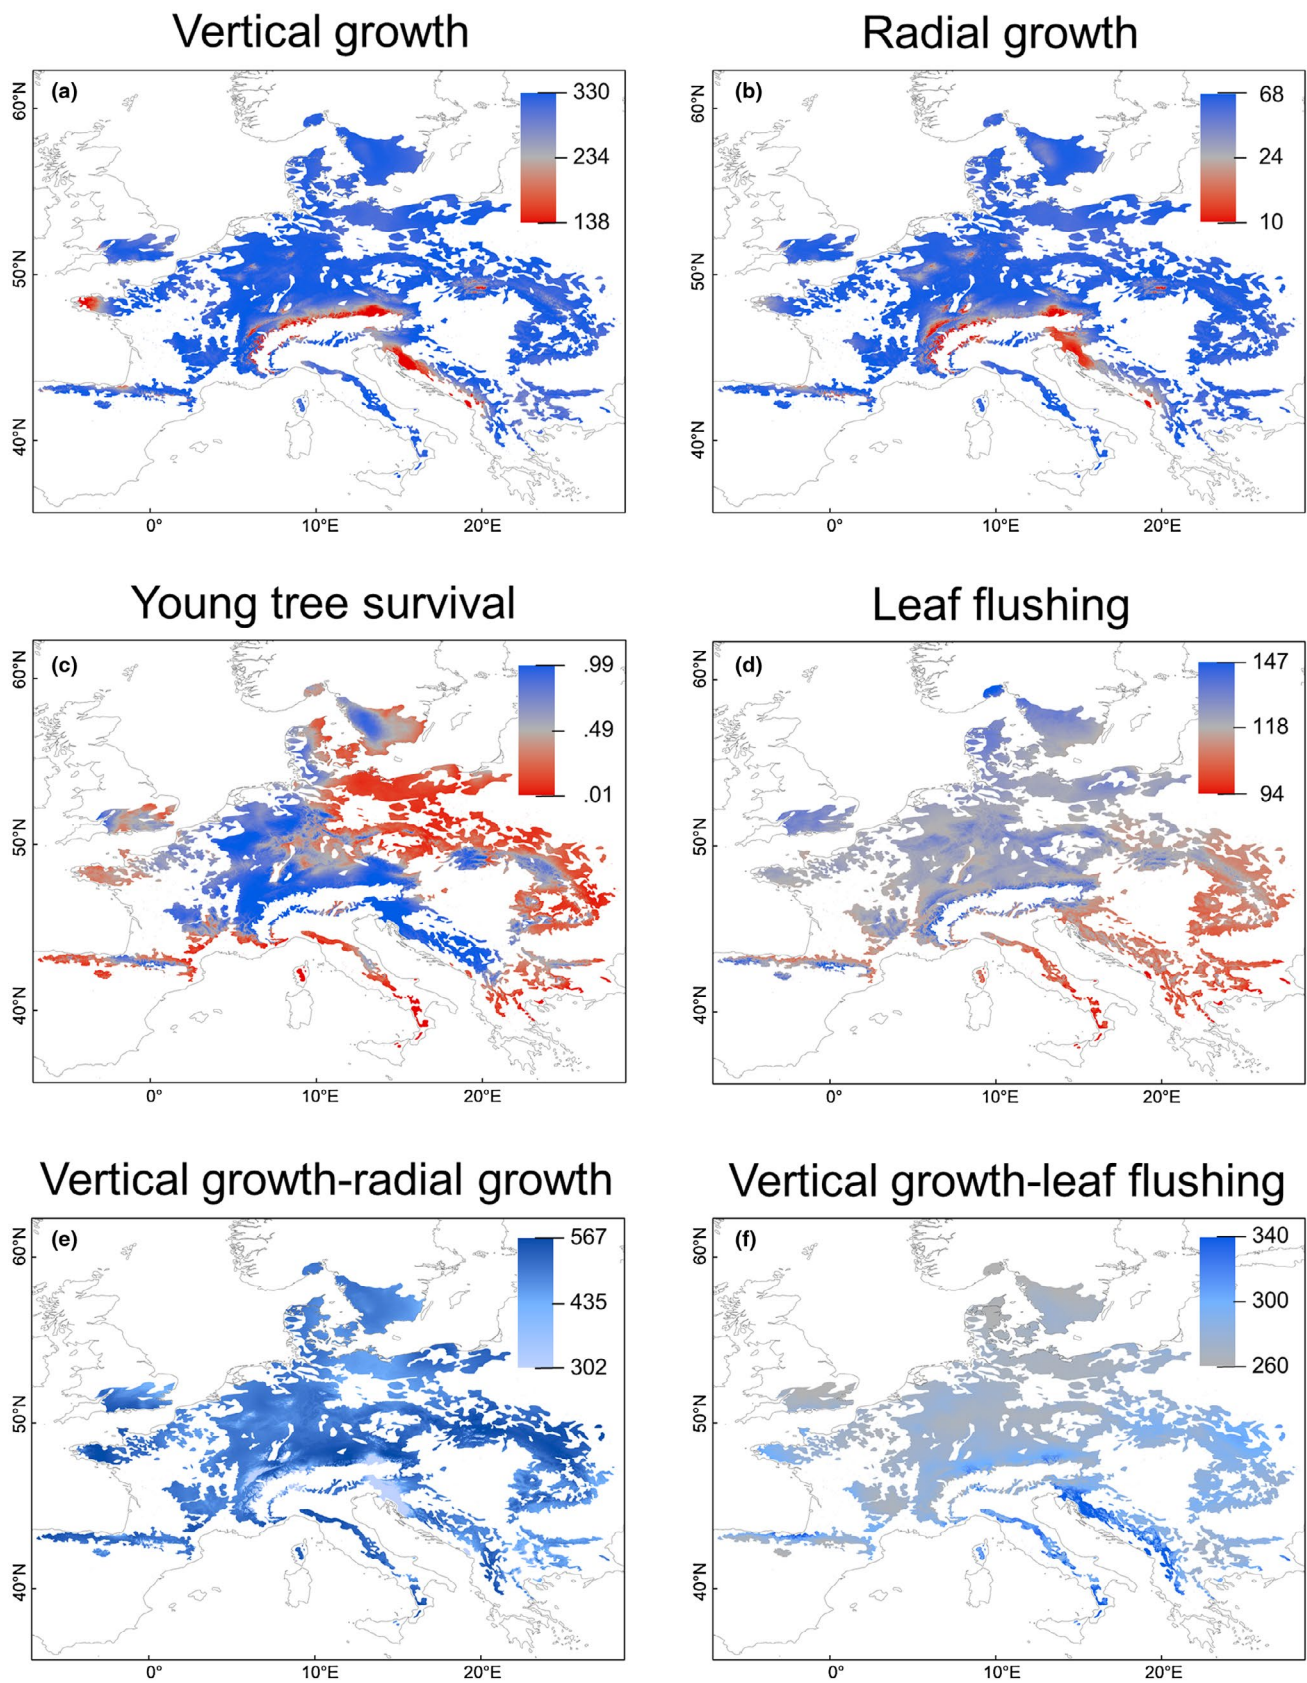 Vertical growth
Radial growth
(a)
330
234
138
60°N
50°N
40°N
0°
10°E
20°E
(b)
68
24
10
60°N
50°N
40°N
0°
10°E
20°E
Young tree survival
Leaf flushing
(c)
.99
.49
.01
60°N
50°N
40°N
0°
10°E
20°E
(d)
147
118
94
60°N
50°N
40°N
0°
10°E
20°E
Vertical growth-radial growth
Vertical growth-leaf flushing
(e)
567
435
302
60°N
50°N
40°N
0°
10°E
20°E
(f)
340
300
260
60°N
50°N
40°N
0°
10°E
20°E